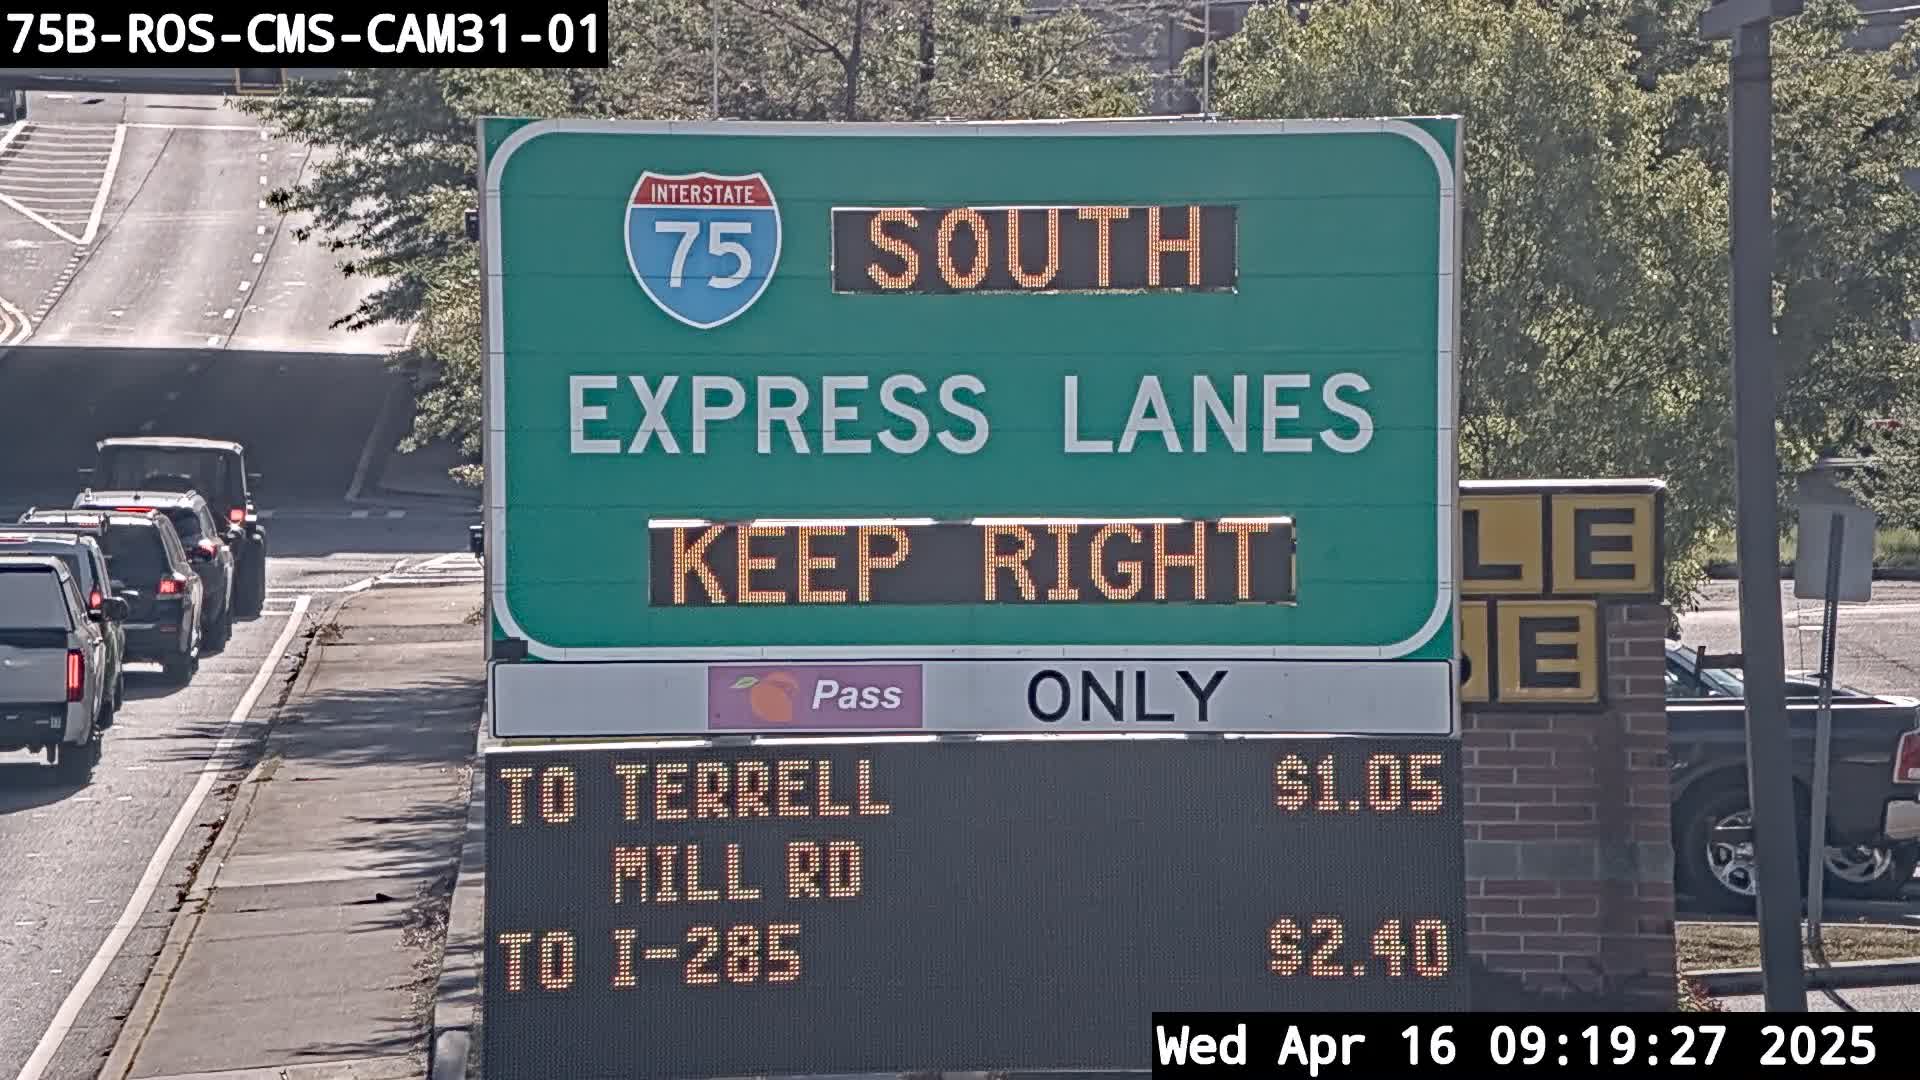 75B-ROS-CMS-CAM31-01
INTERSTATE
75
SOUTH
EXPRESS LANES
KEEP RIGHT
Pass ONLY
TO TERRELL $1.05
MILL RD
TO I-285 $2.40
LE
E
Wed Apr 16 09:19:27 2025